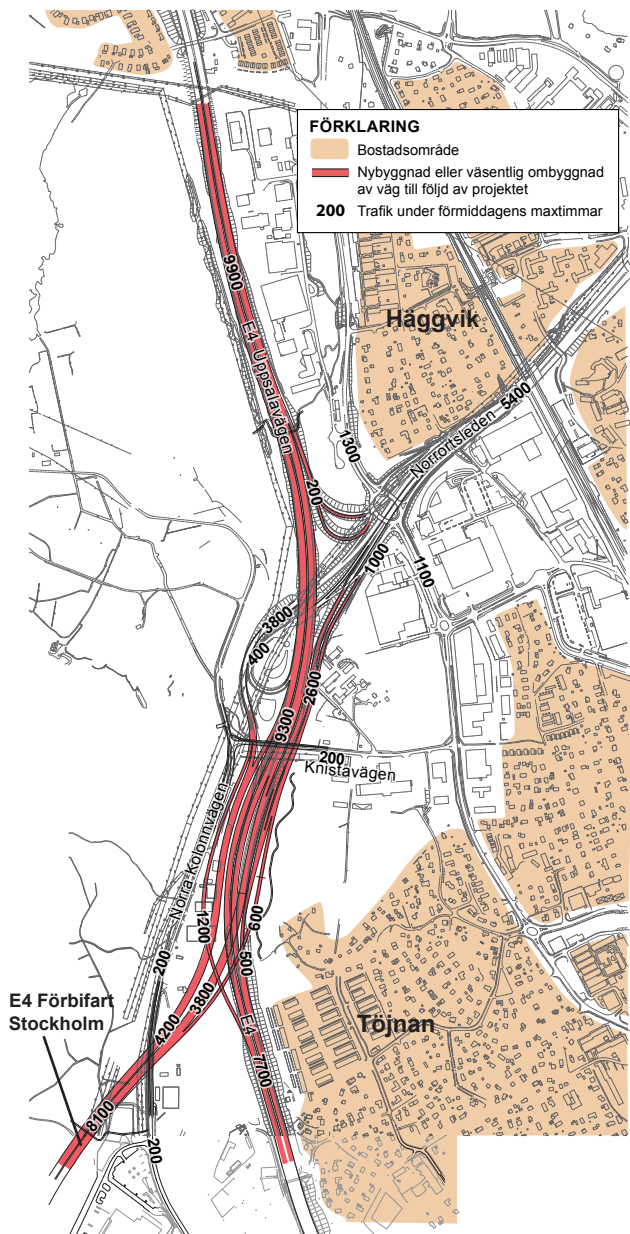 FÖRKLARING
Bostadsområde
Nybyggnad eller väsentlig ombyggnad
av väg till följd av projektet
200 Trafik under förmiddagens maxtimmar
9900
E4 Uppsalavägen
Häggvik
Norrortsleden
5400
1300
200
1000
1100
3800
400
2600
9300
200
Knistavägen
Norra Kolonnvägen
1200
600
500
200
E4 Förbifart
Stockholm
4200
3800
E4
7700
Töjnan
8100
200